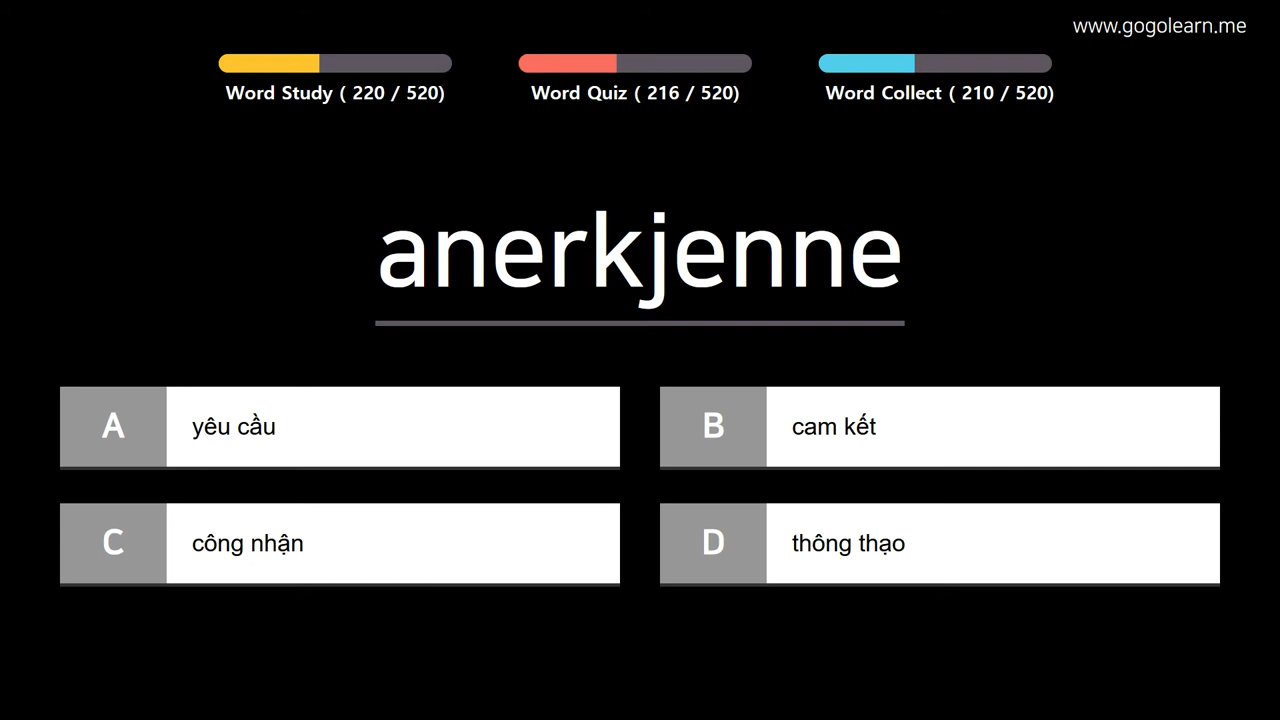 www.gogolearn.me
Word Study ( 220 / 520)
Word Quiz ( 216 / 520)
Word Collect ( 210 / 520)
anerkjenne
A
yêu cầu
B
cam kết
C
công nhận
D
thông thạo